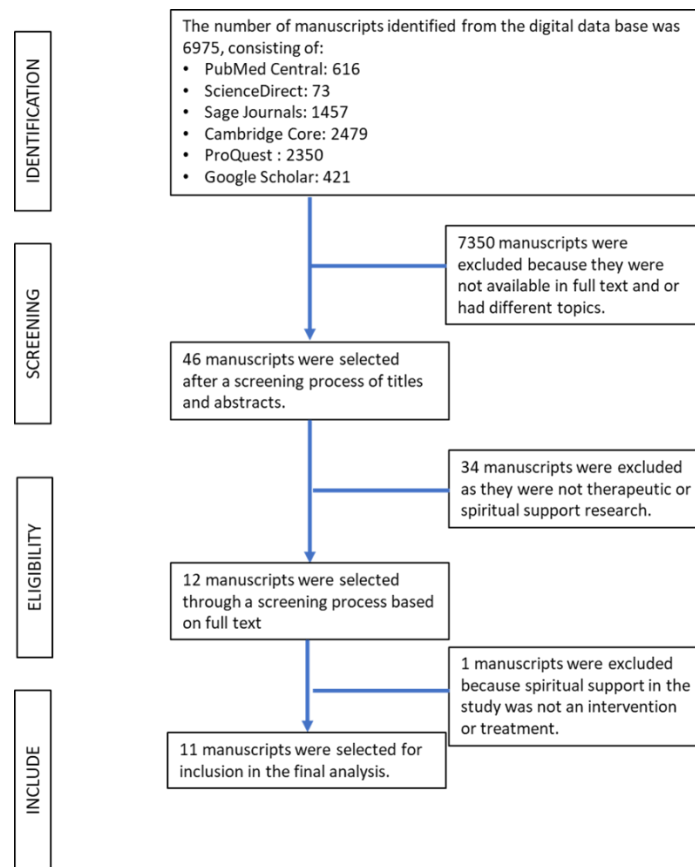 The number of manuscripts identified from the digital data base was
6975, consisting of:
• PubMed Central: 616
• ScienceDirect: 73
• Sage Journals: 1457
• Cambridge Core: 2479
• ProQuest : 2350
• Google Scholar: 421
IDENTIFICATION
7350 manuscripts were
excluded because they were
not available in full text and or
had different topics.
SCREENING
46 manuscripts were selected
after a screening process of titles
and abstracts.
34 manuscripts were excluded
as they were not therapeutic or
spiritual support research.
ELIGIBILITY
12 manuscripts were selected
through a screening process based
on full text
1 manuscripts were excluded
because spiritual support in the
study was not an intervention
or treatment.
INCLUDE
11 manuscripts were selected for
inclusion in the final analysis.